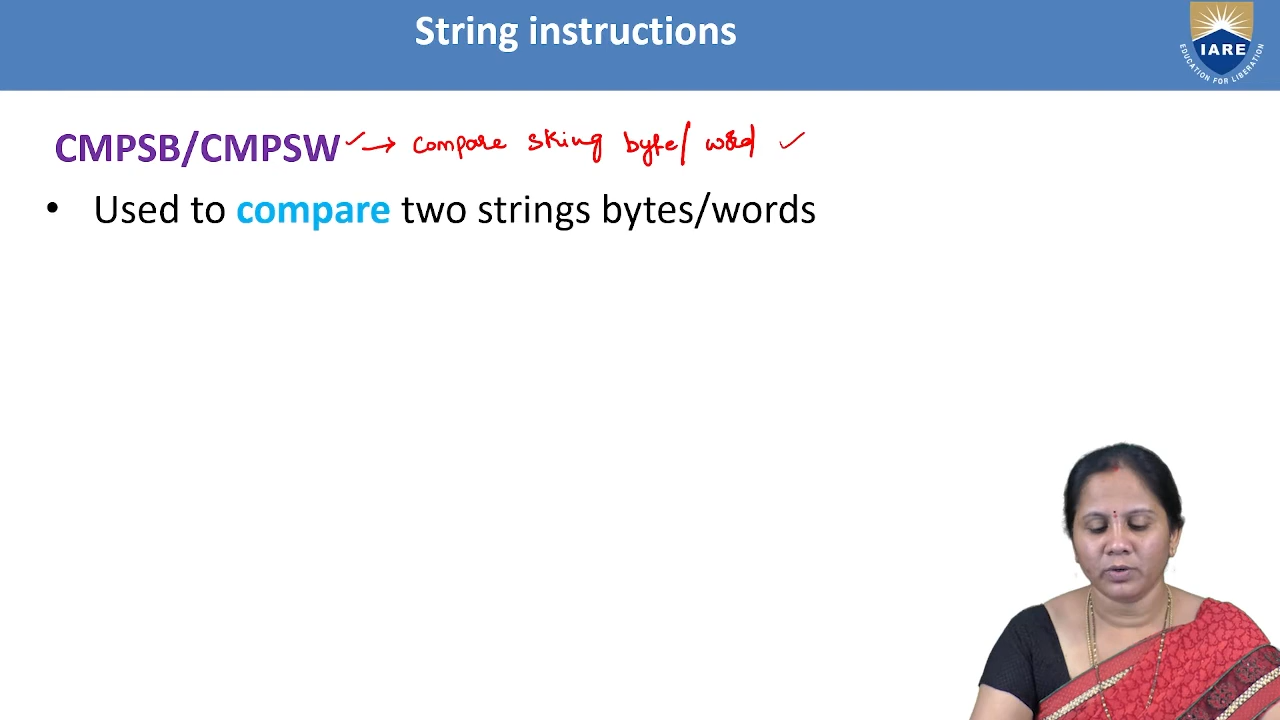 String instructions
IARE
EDUCATION FOR LIBERATION
CMPSB/CMPSW → compare string byte/ word
• Used to compare two strings bytes/words